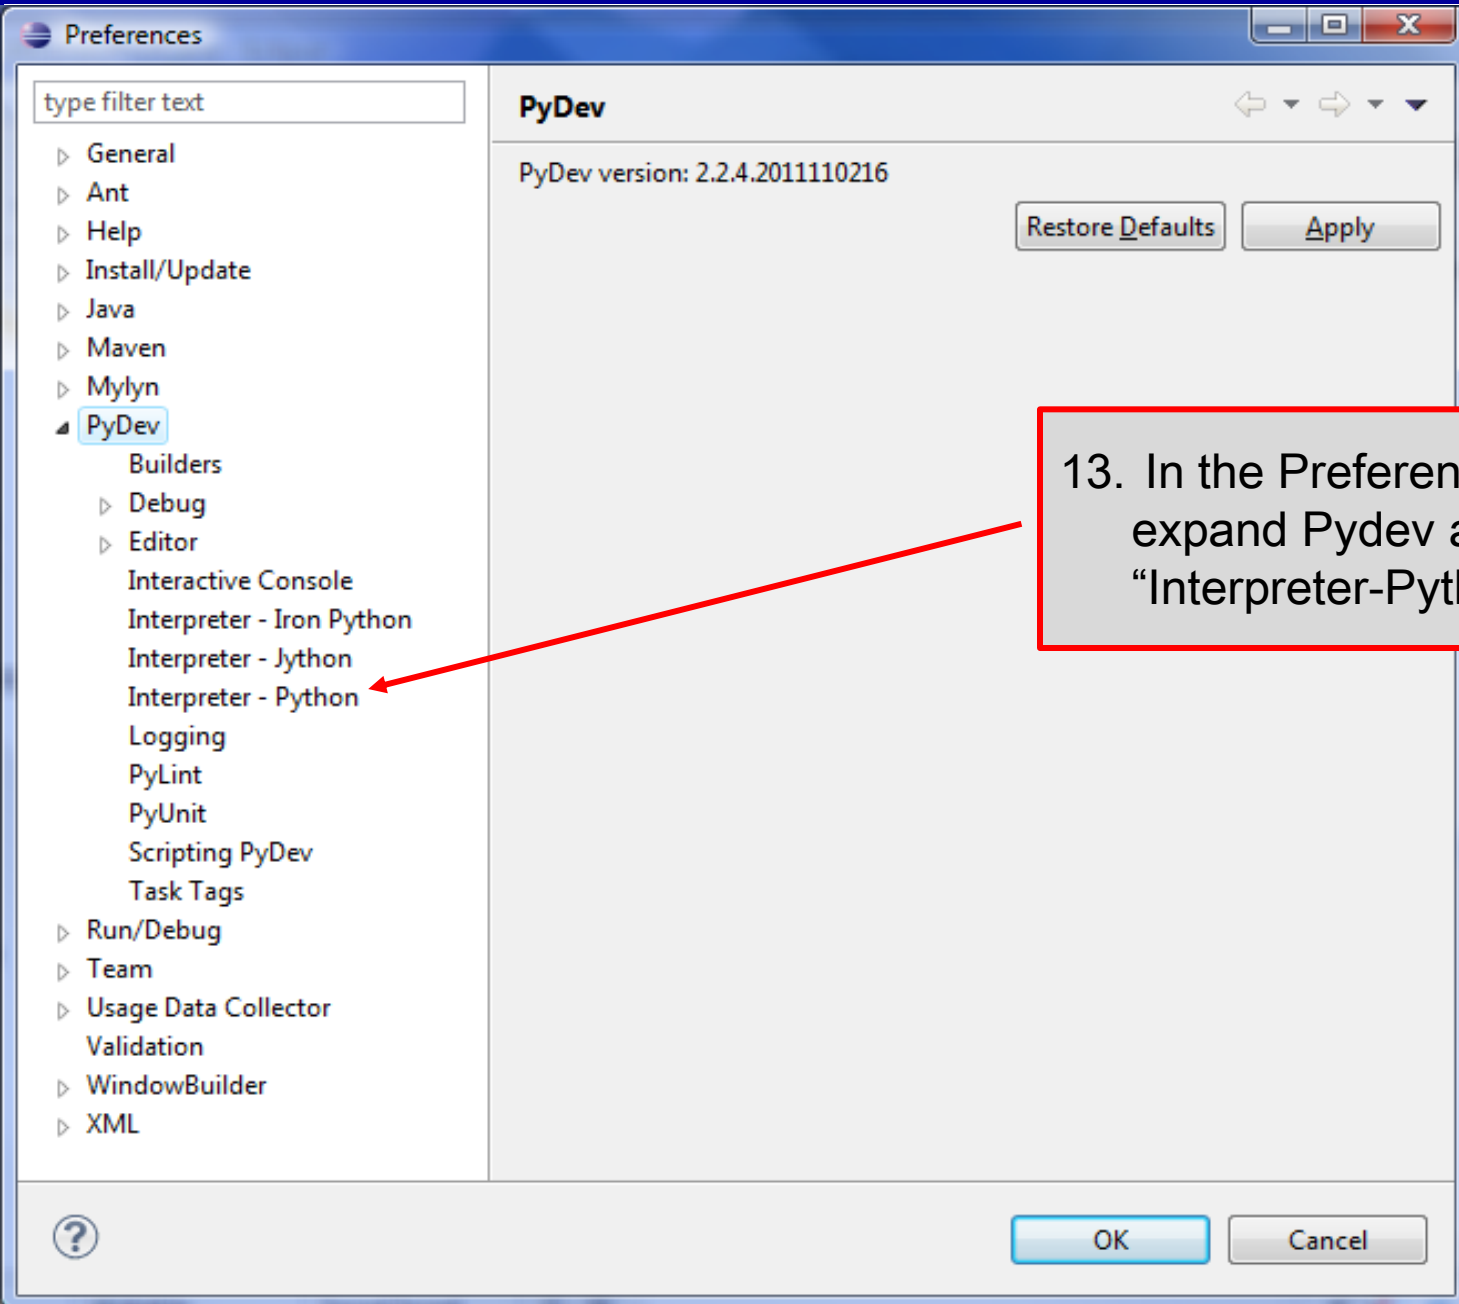 Preferences
type filter text
General
Ant
Help
Install/Update
Java
Maven
Mylyn
PyDev
Builders
Debug
Editor
Interactive Console
Interpreter - Iron Python
Interpreter - Jython
Interpreter - Python
Logging
PyLint
PyUnit
Scripting PyDev
Task Tags
Run/Debug
Team
Usage Data Collector
Validation
WindowBuilder
XML
PyDev
PyDev version: 2.2.4.2011110216
Restore Defaults
Apply
13. In the
expand Pydev
OK
Cancel